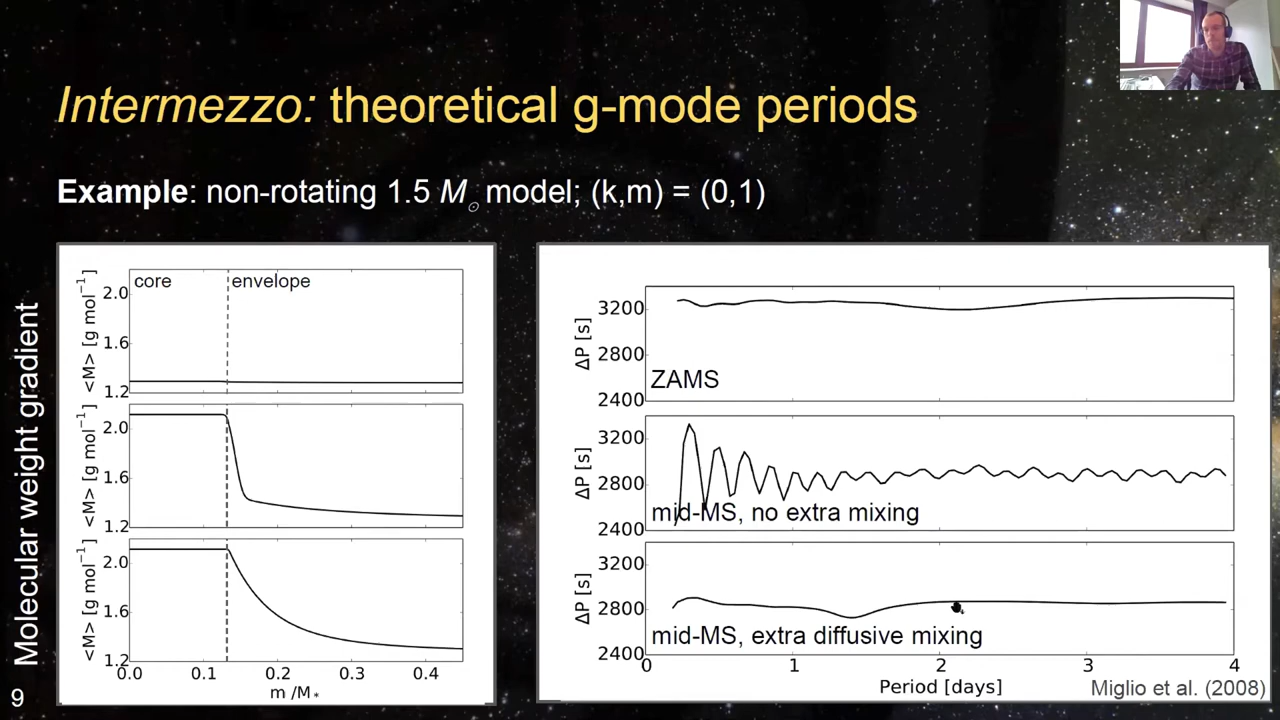 Intermezzo: theoretical g-mode periods
Example: non-rotating 1.5 M⊙ model; (k,m) = (0,1)
Molecular weight gradient
9
core
envelope
<M> [g mol⁻¹]
2.0
1.6
1.2
<M> [g mol⁻¹]
2.0
1.6
1.2
<M> [g mol⁻¹]
2.0
1.6
1.2
0.0 0.1 0.2 0.3 0.4
m /M*
ΔP [s]
3200
2800
2400
ZAMS
ΔP [s]
3200
2800
2400
mid-MS, no extra mixing
ΔP [s]
3200
2800
2400
mid-MS, extra diffusive mixing
0 1 2 3 4
Period [days]
Miglio et al. (2008)